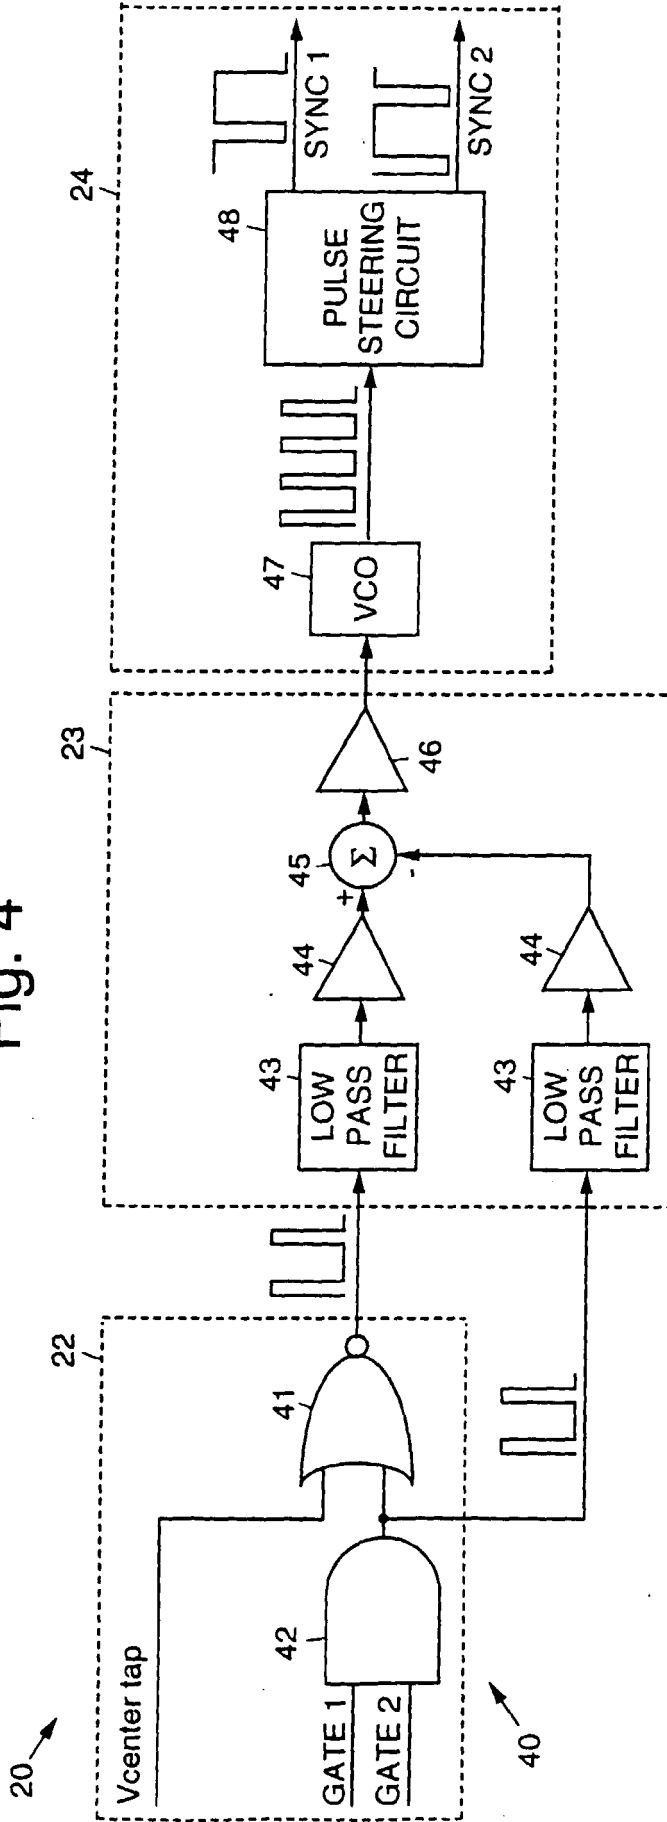 Fig. 4
20
40
22
Vcenter tap
GATE 1
GATE 2
42
41
23
43
LOW
PASS
FILTER
44
+
45
Σ
-
46
43
LOW
PASS
FILTER
44
24
47
VCO
48
PULSE
STEERING
CIRCUIT
SYNC 1
SYNC 2